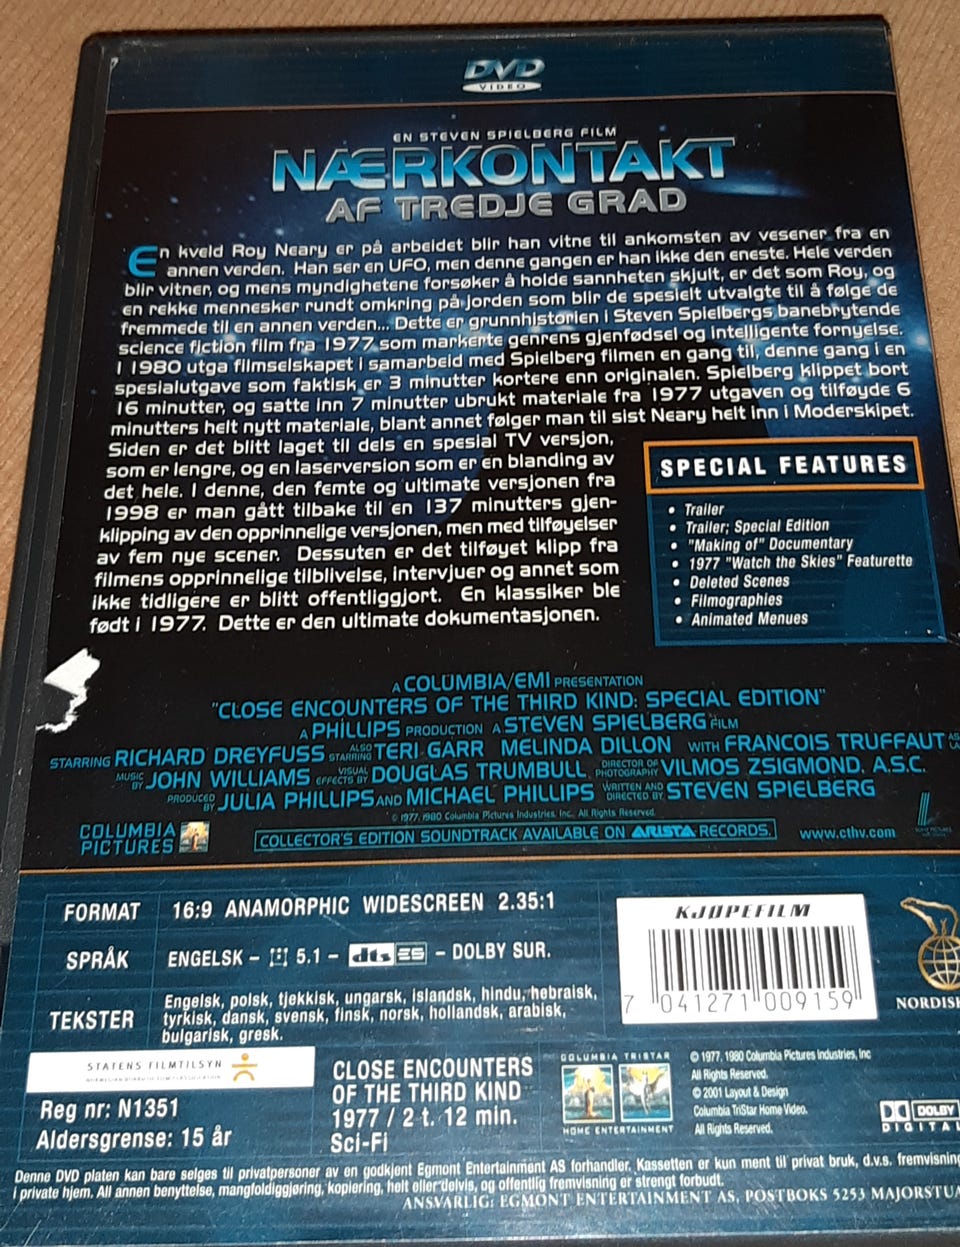 DVD
VIDEO
EN STEVEN SPIELBERG FILM
NÆRKONTAKT
AF TREDJE GRAD
En kveld Roy Neary er på arbeidet blir han vitne til ankomsten av vesener fra en
annen verden. Han ser en UFO, men denne gangen er han ikke den eneste. Hele verden
blir vitner, og mens myndighetene forsøker å holde sannheten skjult, er det som Roy, og
en rekke mennesker rundt omkring på jorden som blir de spesielt utvalgte til å følge de
fremmede til en annen verden... Dette er grunnhistorien i Steven Spielbergs banebrytende
science fiction film fra 1977 som markerte genrens gjenfødsel og intelligente fornyelse.
I 1980 utga filmselskapet i samarbeid med Spielberg filmen en gang til, denne gang i en
spesialutgave som faktisk er 3 minutter kortere enn originalen. Spielberg klippet bort
16 minutter, og satte inn 7 minutter ubrukt materiale fra 1977 utgaven og tilføyde 6
minutters helt nytt materiale, blant annet følger man til sist Neary helt inn i Moderskipet.
Siden er det blitt laget til dels en spesial TV versjon,
som er lengre, og en laserversion som er en blanding av
det hele. I denne, den femte og ultimate versjonen fra
1998 er man gått tilbake til en 137 minutters gjen-
klipping av den opprinnelige versjonen, men med tilføyelser
av fem nye scener. Dessuten er det tilføyet klipp fra
filmens opprinnelige tilblivelse, intervjuer og annet som
ikke tidligere er blitt offentliggjort. En klassiker ble
født i 1977. Dette er den ultimate dokumentasjonen.
SPECIAL FEATURES
• Trailer
• Trailer; Special Edition
• "Making of" Documentary
• 1977 "Watch the Skies" Featurette
• Deleted Scenes
• Filmographies
• Animated Menues
A COLUMBIA/EMI PRESENTATION
"CLOSE ENCOUNTERS OF THE THIRD KIND: SPECIAL EDITION"
A PHILLIPS PRODUCTION A STEVEN SPIELBERG FILM
STARRING RICHARD DREYFUSS ALSO STARRING TERI GARR MELINDA DILLON WITH FRANCOIS TRUFFAUT AS
MUSIC BY JOHN WILLIAMS VISUAL EFFECTS BY DOUGLAS TRUMBULL DIRECTOR OF PHOTOGRAPHY VILMOS ZSIGMOND, A.S.C.
PRODUCED BY JULIA PHILLIPS AND MICHAEL PHILLIPS WRITTEN AND DIRECTED BY STEVEN SPIELBERG
© 1977, 1980 Columbia Pictures Industries, Inc. All Rights Reserved.
COLUMBIA
PICTURES
COLLECTOR'S EDITION SOUNDTRACK AVAILABLE ON ARISTA RECORDS.
www.cthv.com
FORMAT 16:9 ANAMORPHIC WIDESCREEN 2.35:1
SPRÅK ENGELSK - 5.1 - dts ES - DOLBY SUR.
TEKSTER Engelsk, polsk, tjekkisk, ungarsk, islandsk, hindu, hebraisk,
tyrkisk, dansk, svensk, finsk, norsk, hollandsk, arabisk,
bulgarisk, gresk.
KJØPEFILM
7 041271 009159
NORDISK
STATENS FILMTILSYN
Reg nr: N1351
Aldersgrense: 15 år
CLOSE ENCOUNTERS
OF THE THIRD KIND
1977 / 2 t. 12 min.
Sci-Fi
COLUMBIA TRISTAR
HOME ENTERTAINMENT
© 1977, 1980 Columbia Pictures Industries, Inc
All Rights Reserved.
© 2001 Layout & Design
Columbia TriStar Home Video.
All Rights Reserved.
DOLBY
DIGITAL
Denne DVD platen kan bare selges til privatpersoner av en godkjent Egmont Entertainment AS forhandler. Kassetten er kun ment til privat bruk, d.v.s. fremvisning
i private hjem. All annen benyttelse, mangfoldiggjøring, kopiering, helt eller delvis, og offentlig fremvisning er strengt forbudt.
ANSVARLIG: EGMONT ENTERTAINMENT AS, POSTBOKS 5253 MAJORSTUA